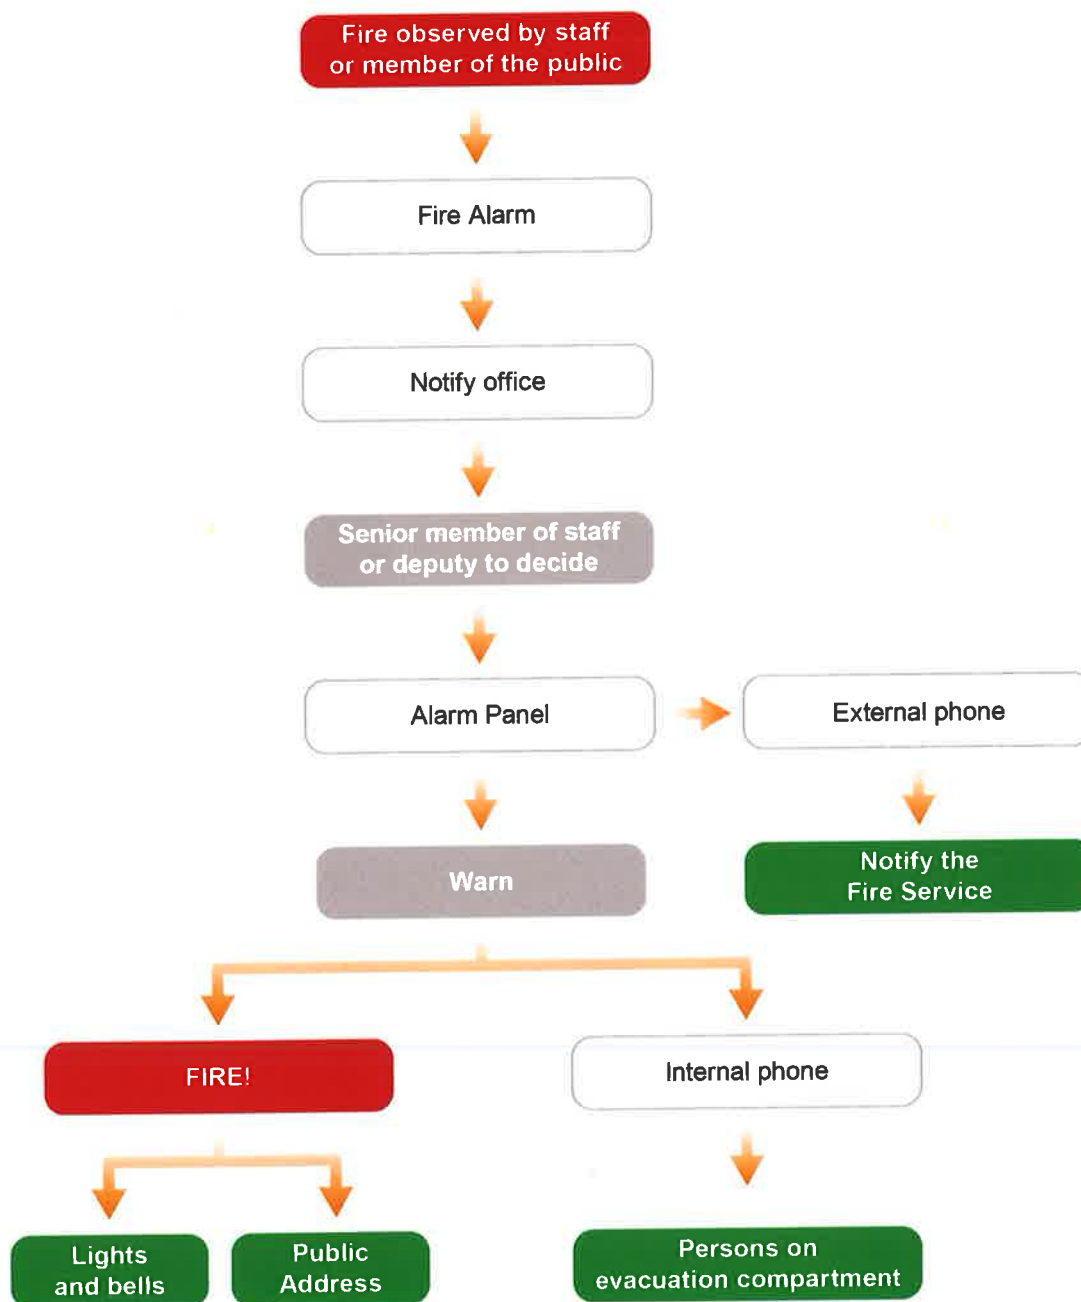 Fire observed by staff
or member of the public
Fire Alarm
Notify office
Senior member of staff
or deputy to decide
Alarm Panel
External phone
Warn
Notify the
Fire Service
FIRE!
Internal phone
Lights
and bells
Public
Address
Persons on
evacuation compartment